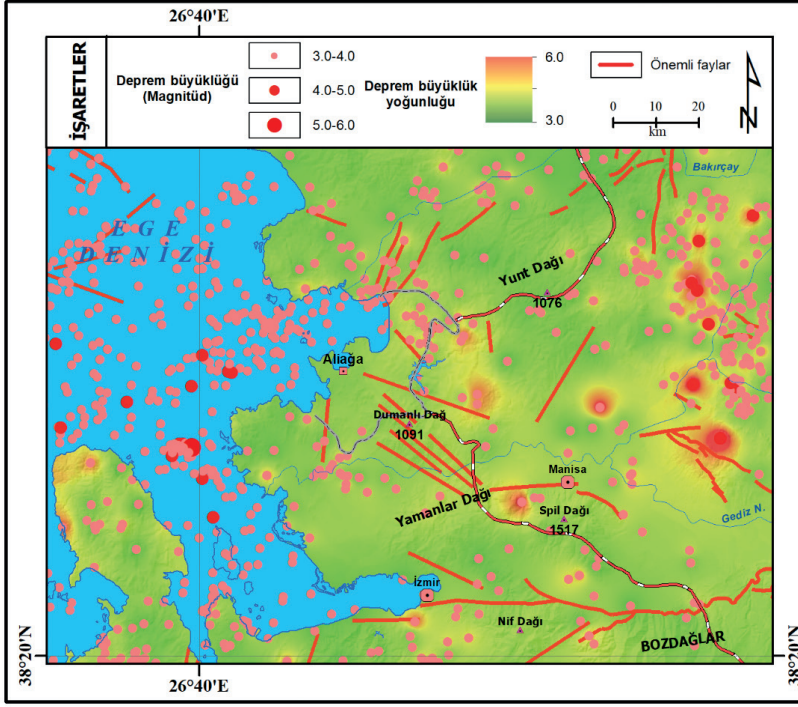 26°40'E
İŞARETLER
Deprem büyüklüğü
(Magnitüd)
3.0-4.0
4.0-5.0
5.0-6.0
Deprem büyüklük
yoğunluğu
6.0
3.0
Önemli faylar
0 10 20
km
N
Bakırçay
EGE
DENİZİ
Yunt Dağı
1076
Aliağa
Dumanlı Dağ
1091
Manisa
Yamanlar Dağı
Spil Dağı
1517
Gediz N.
İzmir
Nif Dağı
BOZDAĞLAR
38°20'N
38°20'N
26°40'E